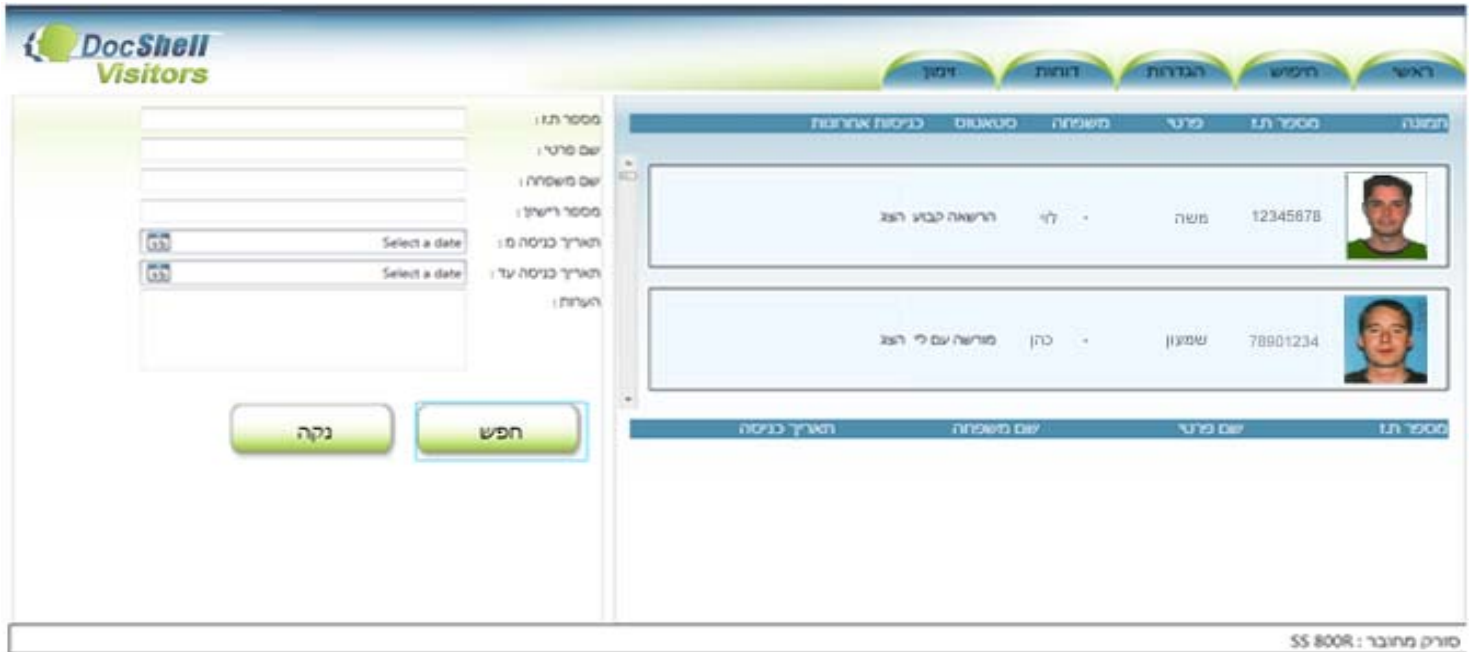 DocShell
Visitors
ראשי חיפוש הגדרות דוחות זימון
תמונה מספר ת.ז פרטי משפחה סטאטוס כניסות אחרונות
12345678 משה - לוי הרשאה קבוע הצג
78901234 שמעון - כהן מורשה עם ליווי הצג
מספר ת.ז שם פרטי שם משפחה תאריך כניסה
מספר ת.ז :
שם פרטי :
שם משפחה :
מספר רישיון :
תאריך כניסה מ : Select a date
תאריך כניסה עד : Select a date
הערות :
חפש נקה
סורק מחובר : SS 800R